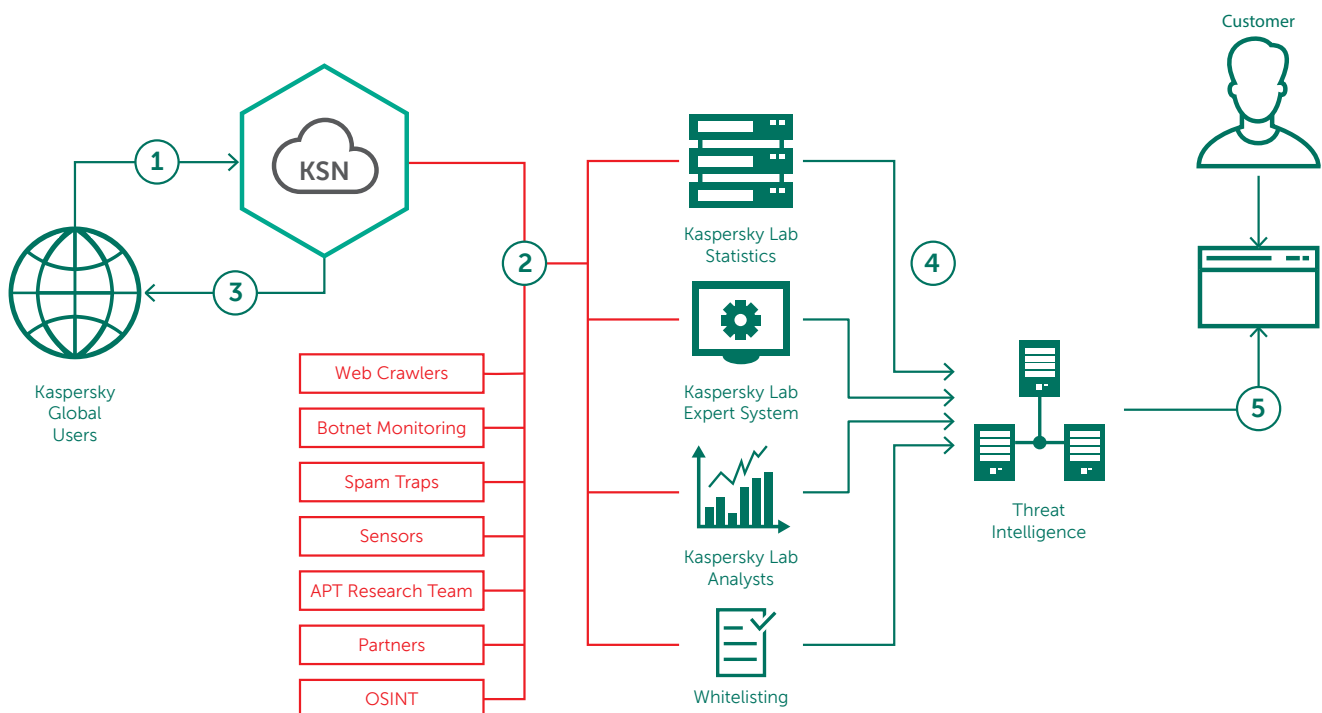 Customer
1
KSN
2
3
4
5
Kaspersky
Global
Users
Web Crawlers
Botnet Monitoring
Spam Traps
Sensors
APT Research Team
Partners
OSINT
Kaspersky Lab
Statistics
Kaspersky Lab
Expert System
Kaspersky Lab
Analysts
Whitelisting
Threat
Intelligence